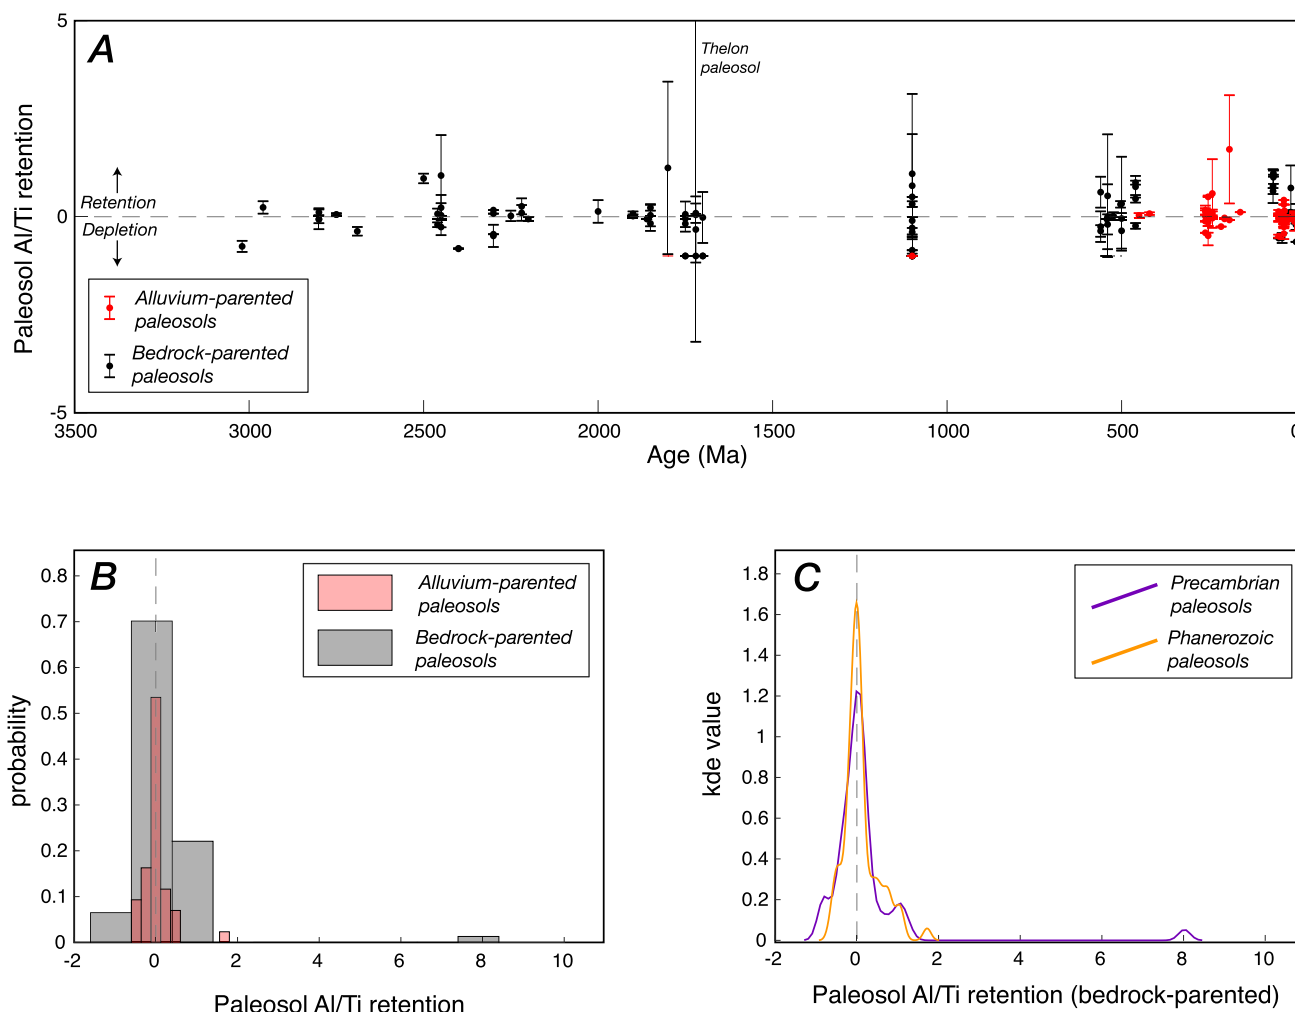 A
5
0
-5
Paleosol Al/Ti retention
Retention
Depletion
Thelon
paleosol
Alluvium-parented
paleosols
Bedrock-parented
paleosols
3500 3000 2500 2000 1500 1000 500 0
Age (Ma)
B
0.8
0.7
0.6
0.5
0.4
0.3
0.2
0.1
0
probability
Alluvium-parented
paleosols
Bedrock-parented
paleosols
-2 0 2 4 6 8 10
Paleosol Al/Ti retention
C
1.8
1.6
1.4
1.2
1
0.8
0.6
0.4
0.2
0
kde value
Precambrian
paleosols
Phanerozoic
paleosols
-2 0 2 4 6 8 10
Paleosol Al/Ti retention (bedrock-parented)